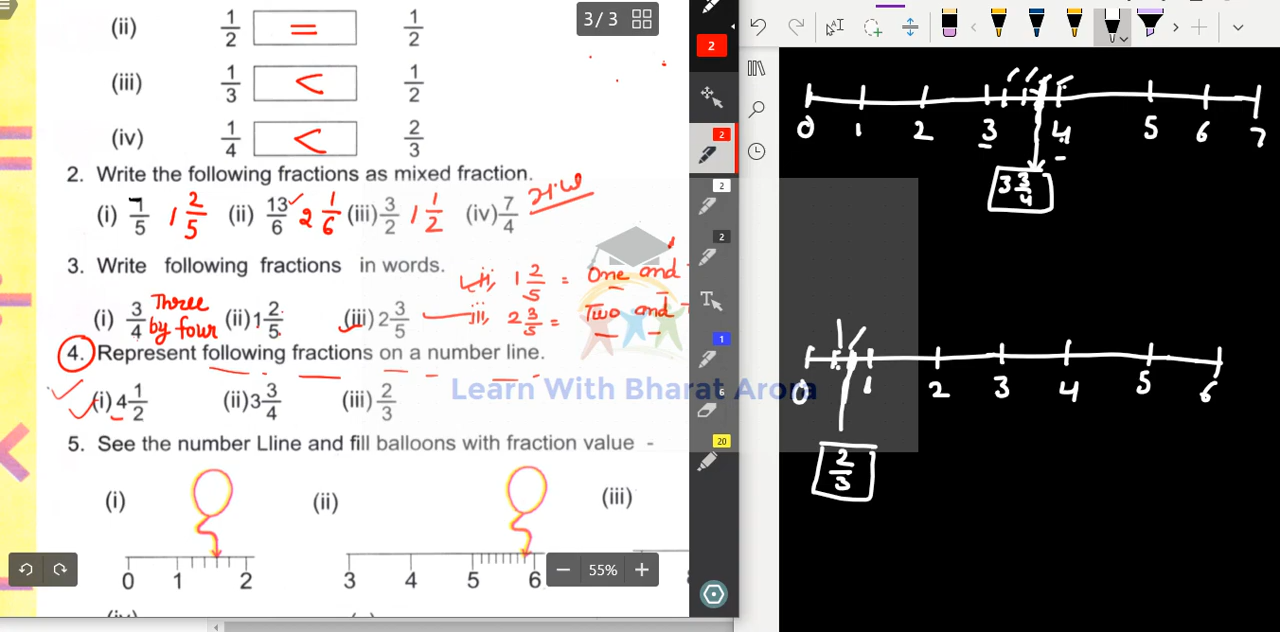 (ii) 1/2 = 1/2
(iii) 1/3 < 1/2
(iv) 1/4 < 2/3
2. Write the following fractions as mixed fraction.
(i) 7/5 1 2/5 (ii) 13/6 2 1/6 (iii) 3/2 1 1/2 (iv) 7/4 H.W
3. Write following fractions in words.
ii, 1 2/5 = One and
(i) 3/4 Three by four (ii) 1 2/5 (iii) 2 3/5
iii, 2 3/5 = Two and
4. Represent following fractions on a number line.
(i) 4 1/2 (ii) 3 3/4 (iii) 2/3
Learn With Bharat Arora
5. See the number Lline and fill balloons with fraction value -
(i) (ii) (iii)
0 1 2
3 4 5 6
3 / 3
55%
2
2
2
2
T
1
6
20
0 1 2 3 4 5 6 7
3 3/4
0 1 2 3 4 5 6
2/3